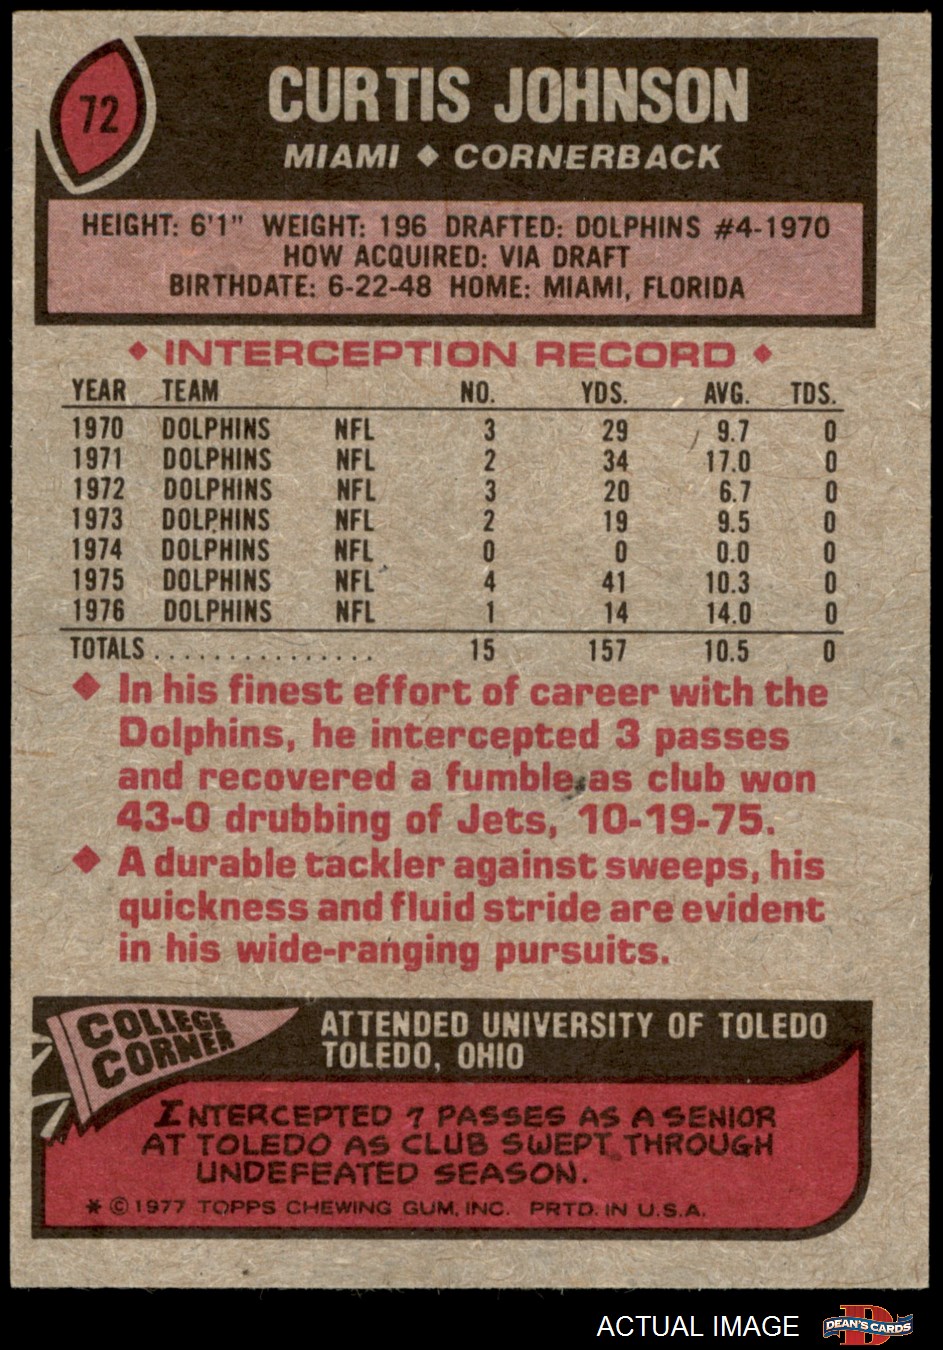 72
CURTIS JOHNSON
MIAMI ◆ CORNERBACK
HEIGHT: 6'1" WEIGHT: 196 DRAFTED: DOLPHINS #4-1970
HOW ACQUIRED: VIA DRAFT
BIRTHDATE: 6-22-48 HOME: MIAMI, FLORIDA
◆ INTERCEPTION RECORD ◆
YEAR TEAM NO. YDS. AVG. TDS.
1970 DOLPHINS NFL 3 29 9.7 0
1971 DOLPHINS NFL 2 34 17.0 0
1972 DOLPHINS NFL 3 20 6.7 0
1973 DOLPHINS NFL 2 19 9.5 0
1974 DOLPHINS NFL 0 0 0.0 0
1975 DOLPHINS NFL 4 41 10.3 0
1976 DOLPHINS NFL 1 14 14.0 0
TOTALS ............... 15 157 10.5 0
◆ In his finest effort of career with the
Dolphins, he intercepted 3 passes
and recovered a fumble as club won
43-0 drubbing of Jets, 10-19-75.
◆ A durable tackler against sweeps, his
quickness and fluid stride are evident
in his wide-ranging pursuits.
COLLEGE
CORNER
ATTENDED UNIVERSITY OF TOLEDO
TOLEDO, OHIO
INTERCEPTED 7 PASSES AS A SENIOR
AT TOLEDO AS CLUB SWEPT THROUGH
UNDEFEATED SEASON.
* © 1977 TOPPS CHEWING GUM, INC. PRTD. IN U.S.A.
ACTUAL IMAGE
D
DEAN'S CARDS